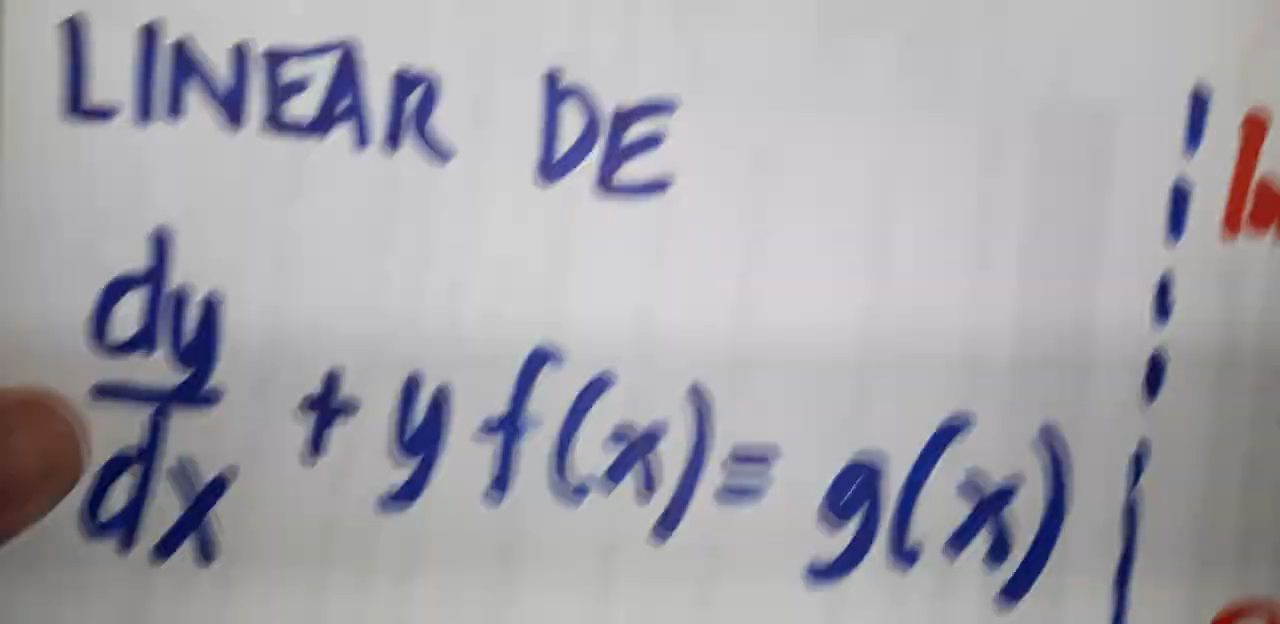 LINEAR DE
dy/dx + y f(x) = g(x)